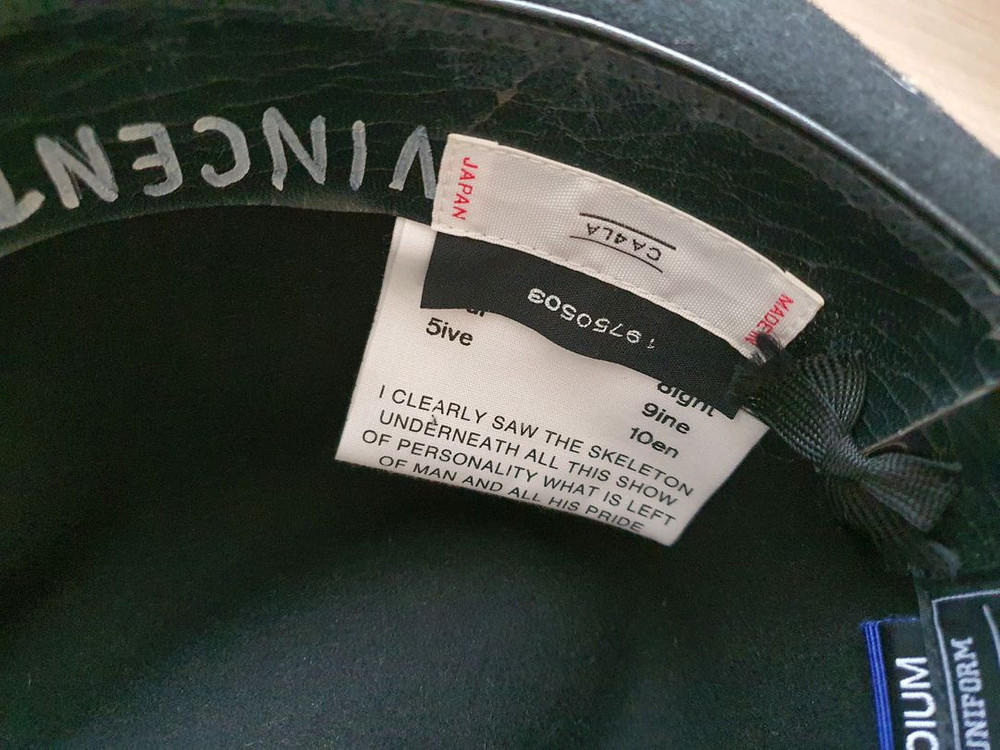 VINCENT
MADE IN
CA4LA
JAPAN
19750503
5ive
8ight
9ine
10en
I CLEARLY SAW THE SKELETON
UNDERNEATH ALL THIS SHOW
OF PERSONALITY WHAT IS LEFT
OF MAN AND ALL HIS PRIDE
DIUM
UNIFORM